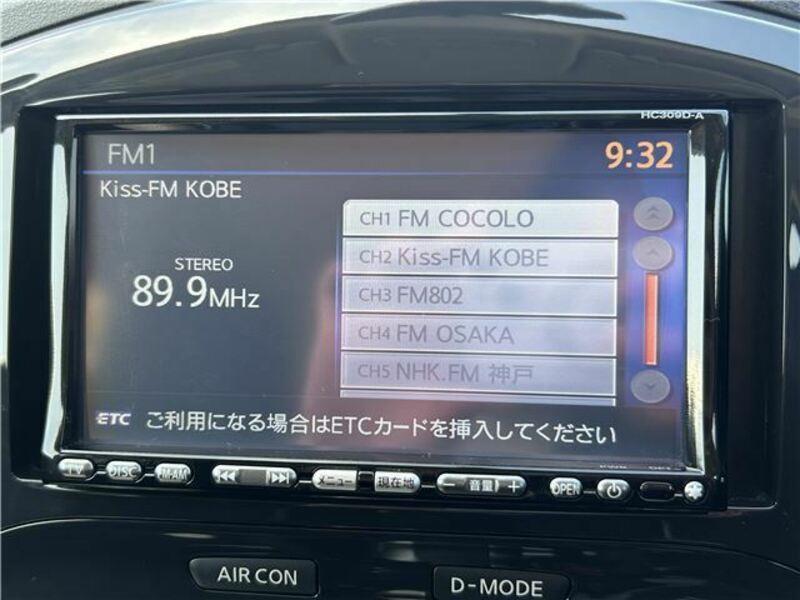 HC309D-A
FM1
9:32
Kiss-FM KOBE
STEREO
89.9MHz
CH1 FM COCOLO
CH2 Kiss-FM KOBE
CH3 FM802
CH4 FM OSAKA
CH5 NHK.FM 神戸
ETC ご利用になる場合はETCカードを挿入してください
TV DISC M-AM メニュー 現在地 − 音量 + OPEN
AIR CON D-MODE